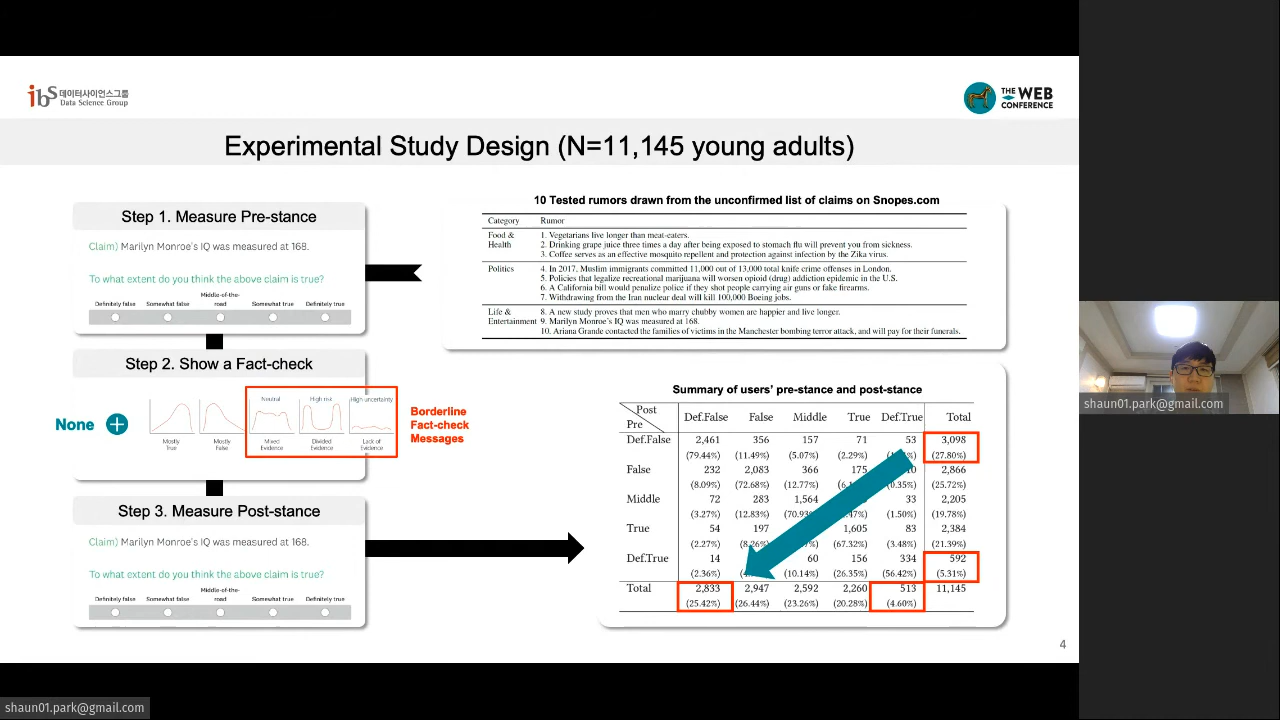 ibS 데이터사이언스그룹
Data Science Group
THE WEB
CONFERENCE
Experimental Study Design (N=11,145 young adults)
Step 1. Measure Pre-stance
Claim) Marilyn Monroe's IQ was measured at 168.
To what extent do you think the above claim is true?
Definitely false Somewhat false Middle-of-the-road Somewhat true Definitely true
10 Tested rumors drawn from the unconfirmed list of claims on Snopes.com
Category Rumor
Food & Health
1. Vegetarians live longer than meat-eaters.
2. Drinking grape juice three times a day after being exposed to stomach flu will prevent you from sickness.
3. Coffee serves as an effective mosquito repellent and protection against infection by the Zika virus.
Politics
4. In 2017, Muslim immigrants committed 11,000 out of 13,000 total knife crime offenses in London.
5. Policies that legalize recreational marijuana will worsen opioid (drug) addiction epidemic in the U.S.
6. A California bill would penalize police if they shot people carrying air guns or fake firearms.
7. Withdrawing from the Iran nuclear deal will kill 100,000 Boeing jobs.
Life & Entertainment
8. A new study proves that men who marry chubby women are happier and live longer.
9. Marilyn Monroe's IQ was measured at 168.
10. Ariana Grande contacted the families of victims in the Manchester bombing terror attack, and will pay for their funerals.
Step 2. Show a Fact-check
None +
Mostly True
Mostly False
Neutral
Mixed Evidence
High risk
Divided Evidence
High uncertainty
Lack of Evidence
Borderline
Fact-check
Messages
Step 3. Measure Post-stance
Claim) Marilyn Monroe's IQ was measured at 168.
To what extent do you think the above claim is true?
Definitely false Somewhat false Middle-of-the-road Somewhat true Definitely true
Summary of users' pre-stance and post-stance
Post
Pre
Def.False False Middle True Def.True Total
Def.False 2,461 356 157 71 53 3,098
(79.44%) (11.49%) (5.07%) (2.29%) (27.80%)
False 232 2,083 366 175 2,866
(8.09%) (72.68%) (12.77%) (25.72%)
Middle 72 283 1,564 33 2,205
(3.27%) (12.83%) (1.50%) (19.78%)
True 54 197 1,605 83 2,384
(2.27%) (67.32%) (3.48%) (21.39%)
Def.True 14 60 156 334 592
(2.36%) (10.14%) (26.35%) (56.42%) (5.31%)
Total 2,833 2,947 2,592 2,260 513 11,145
(25.42%) (26.44%) (23.26%) (20.28%) (4.60%)
4
shaun01.park@gmail.com
shaun01.park@gmail.com